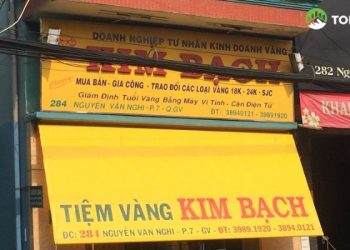 TO
DOANH NGHIỆP TƯ NHÂN KINH DOANH VÀNG
KIM BẠCH
MUA BÁN - GIA CÔNG - TRAO ĐỔI CÁC LOẠI VÀNG 18K - 24K - SJC
Giám Định Tuổi Vàng Bằng Máy Vi Tính - Cân Điện Tử
284 NGUYỄN VĂN NGHI - P.7 - Q.GV ĐT: 38940121 - 39891920
282 Ng
KHA
TIỆM VÀNG KIM BẠCH
ĐC: 284 NGUYỄN VĂN NGHI - P.7 - GV - ĐT: 3989.1920 - 3894.0121